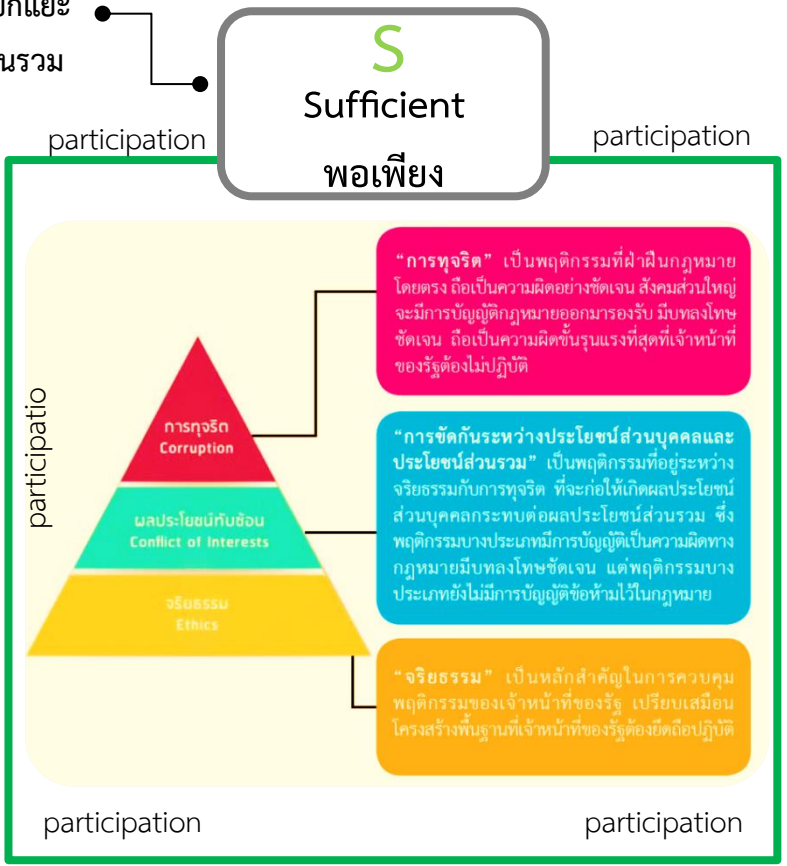 นรวม
S
Sufficient
พอเพียง
participation
participation
“การทุจริต” เป็นพฤติกรรมที่ฝ่าฝืนกฎหมาย
โดยตรง ถือเป็นความผิดอย่างชัดเจน สังคมส่วนใหญ่
จะมีการบัญญัติกฎหมายออกมารองรับ มีบทลงโทษ
ชัดเจน ถือเป็นความผิดขั้นรุนแรงที่สุดที่เจ้าหน้าที่
ของรัฐต้องไม่ปฏิบัติ
participatio
การทุจริต
Corruption
“การขัดกันระหว่างประโยชน์ส่วนบุคคลและ
ประโยชน์ส่วนรวม” เป็นพฤติกรรมที่อยู่ระหว่าง
จริยธรรมกับการทุจริต ที่จะก่อให้เกิดผลประโยชน์
ส่วนบุคคลกระทบต่อผลประโยชน์ส่วนรวม ซึ่ง
พฤติกรรมบางประเภทมีการบัญญัติเป็นความผิดทาง
กฎหมายมีบทลงโทษชัดเจน แต่พฤติกรรมบาง
ประเภทยังไม่มีการบัญญัติข้อห้ามไว้ในกฎหมาย
ผลประโยชน์ทับซ้อน
Conflict of Interests
จริยธรรม
Ethics
“จริยธรรม” เป็นหลักสำคัญในการควบคุม
พฤติกรรมของเจ้าหน้าที่ของรัฐ เปรียบเสมือน
โครงสร้างพื้นฐานที่เจ้าหน้าที่ของรัฐต้องยึดถือปฏิบัติ
participation
participation